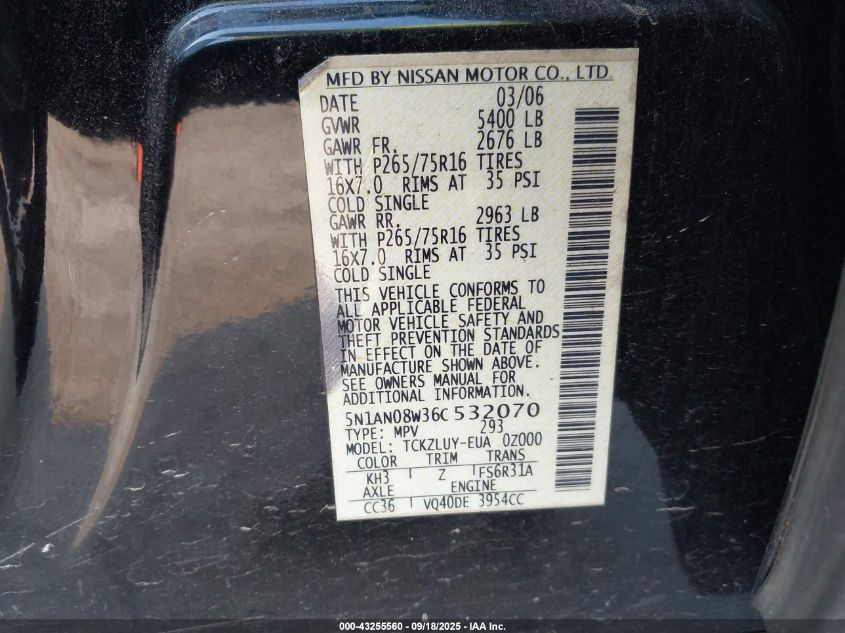 MFD BY NISSAN MOTOR CO., LTD.
DATE 03/06
GVWR 5400 LB
GAWR FR. 2676 LB
WITH P265/75R16 TIRES
16X7.0 RIMS AT 35 PSI
COLD SINGLE
GAWR RR. 2963 LB
WITH P265/75R16 TIRES
16X7.0 RIMS AT 35 PSI
COLD SINGLE
THIS VEHICLE CONFORMS TO
ALL APPLICABLE FEDERAL
MOTOR VEHICLE SAFETY AND
THEFT PREVENTION STANDARDS
IN EFFECT ON THE DATE OF
MANUFACTURE SHOWN ABOVE.
SEE OWNERS MANUAL FOR
ADDITIONAL INFORMATION.
5N1AN08W36C532070
TYPE: MPV 293
MODEL: TCKZLUY-EUA 0Z000
COLOR TRIM TRANS
KH3 Z FS6R31A
AXLE ENGINE
CC36 VQ40DE 3954CC
000-43255560 - 09/18/2025 - IAA Inc.